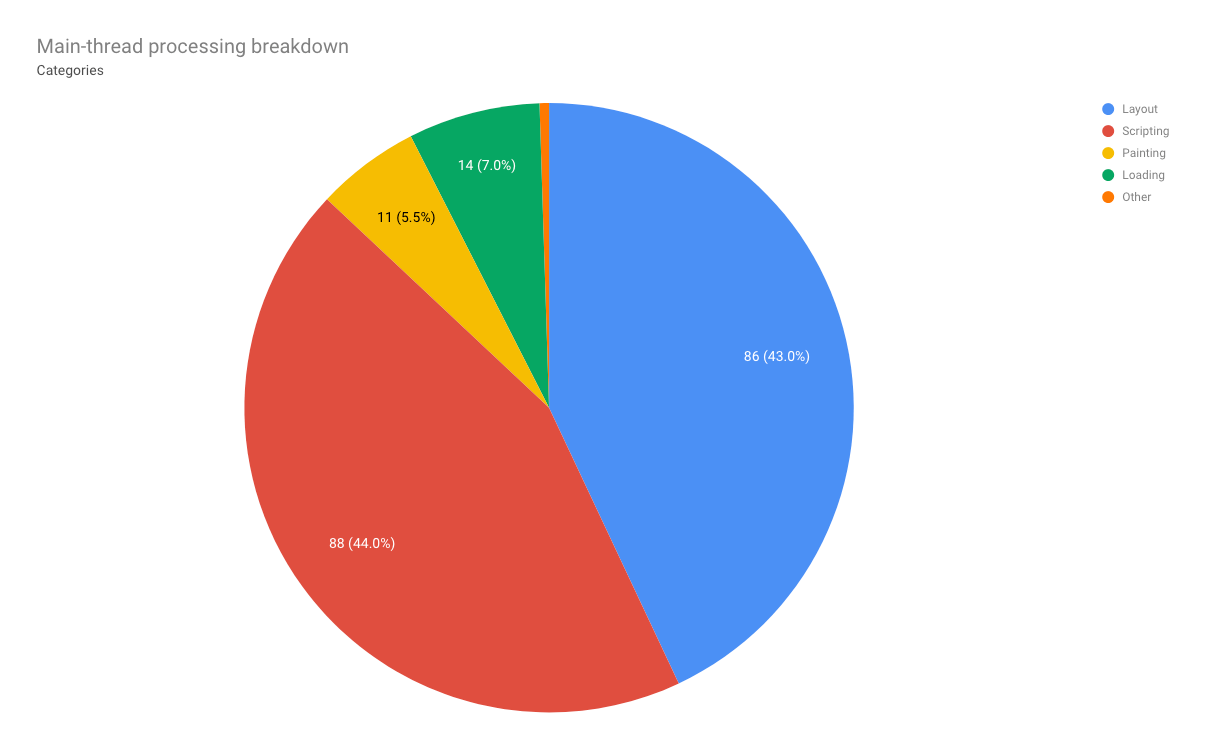 Main-thread processing breakdown
Categories
Layout
Scripting
Painting
Loading
Other
14 (7.0%)
11 (5.5%)
86 (43.0%)
88 (44.0%)